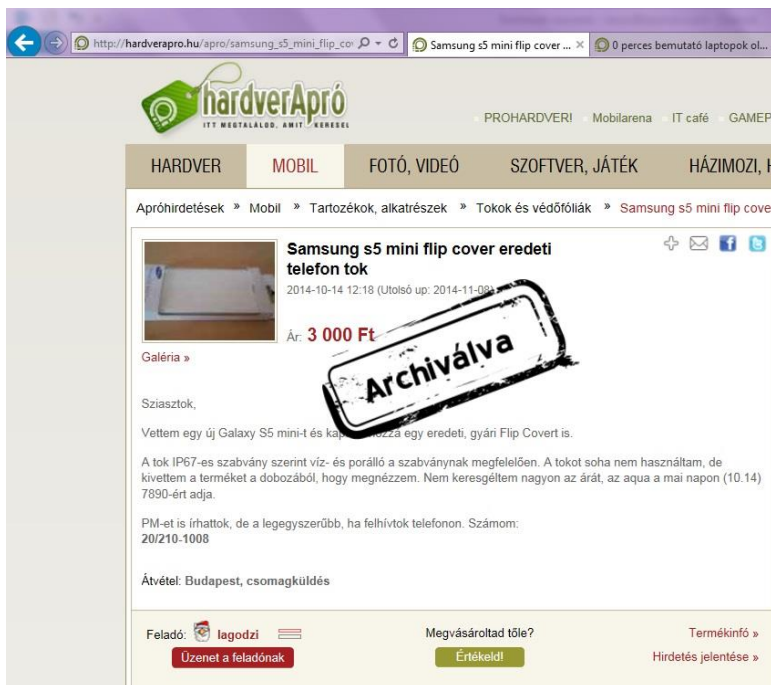 http://hardverapro.hu/apro/samsung_s5_mini_flip_cov
Samsung s5 mini flip cover ...
0 perces bemutató laptopok ol...
hardverApró
ITT MEGTALÁLOD, AMIT KERESEL
PROHARDVER! Mobilarena IT café GAMEP
HARDVER MOBIL FOTÓ, VIDEÓ SZOFTVER, JÁTÉK HÁZIMOZI, H
Apróhirdetések » Mobil » Tartozékok, alkatrészek » Tokok és védőfóliák » Samsung s5 mini flip cove
Samsung s5 mini flip cover eredeti
telefon tok
2014-10-14 12:18 (Utolsó up: 2014-11-08)
Ár: 3 000 Ft
Galéria »
Archiválva
Sziasztok,
Vettem egy új Galaxy S5 mini-t és egy eredeti, gyári Flip Covert is.
A tok IP67-es szabvány szerint víz- és porálló a szabványnak megfelelően. A tokot soha nem használtam, de
kivettem a terméket a dobozából, hogy megnézzem. Nem keresgéltem nagyon az árát, az aqua a mai napon (10.14)
7890-ért adja.
PM-et is írhattok, de a legegyszerűbb, ha felhívtok telefonon. Számom:
20/210-1008
Átvétel: Budapest, csomagküldés
Feladó: lagodzi
Megvásároltad tőle?
Termékinfó »
Üzenet a feladónak
Értékeld!
Hirdetés jelentése »